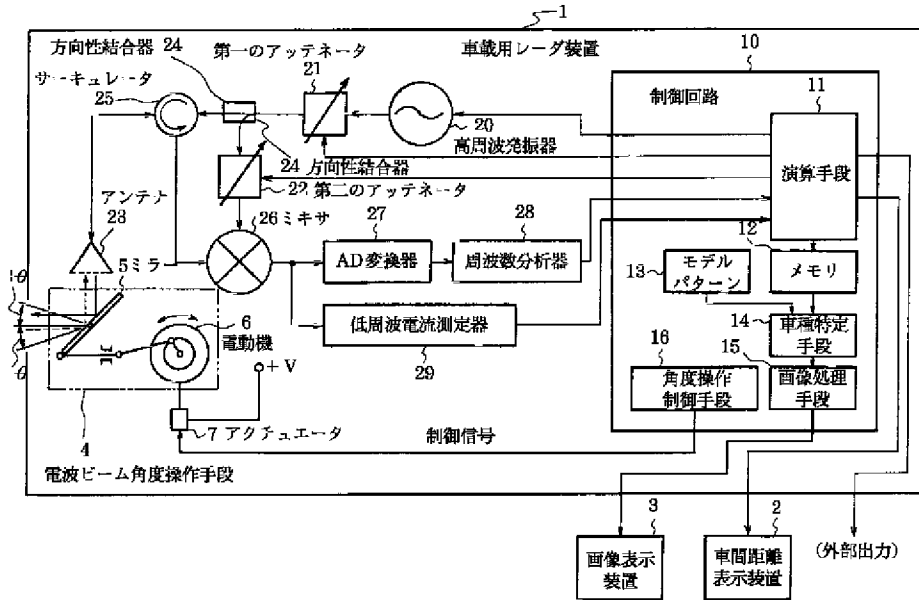 1
方向性結合器 24
第一のアッテネータ
車載用レーダ装置
10
サーキュレータ
25
21
制御回路
11
20
高周波発振器
24 方向性結合器
22 第二のアッテネータ
演算手段
アンテナ
23
26 ミキサ
27
28
12
5 ミラ
AD変換器
周波数分析器
13
モデル
パターン
メモリ
-θ
θ
6
電動機
低周波電流測定器
14
車種特定
手段
+V
29
16
15
角度操作
制御手段
画像処理
手段
4
7 アクチュエータ
制御信号
電波ビーム角度操作手段
3
2
画像表示
装置
車間距離
表示装置
(外部出力)